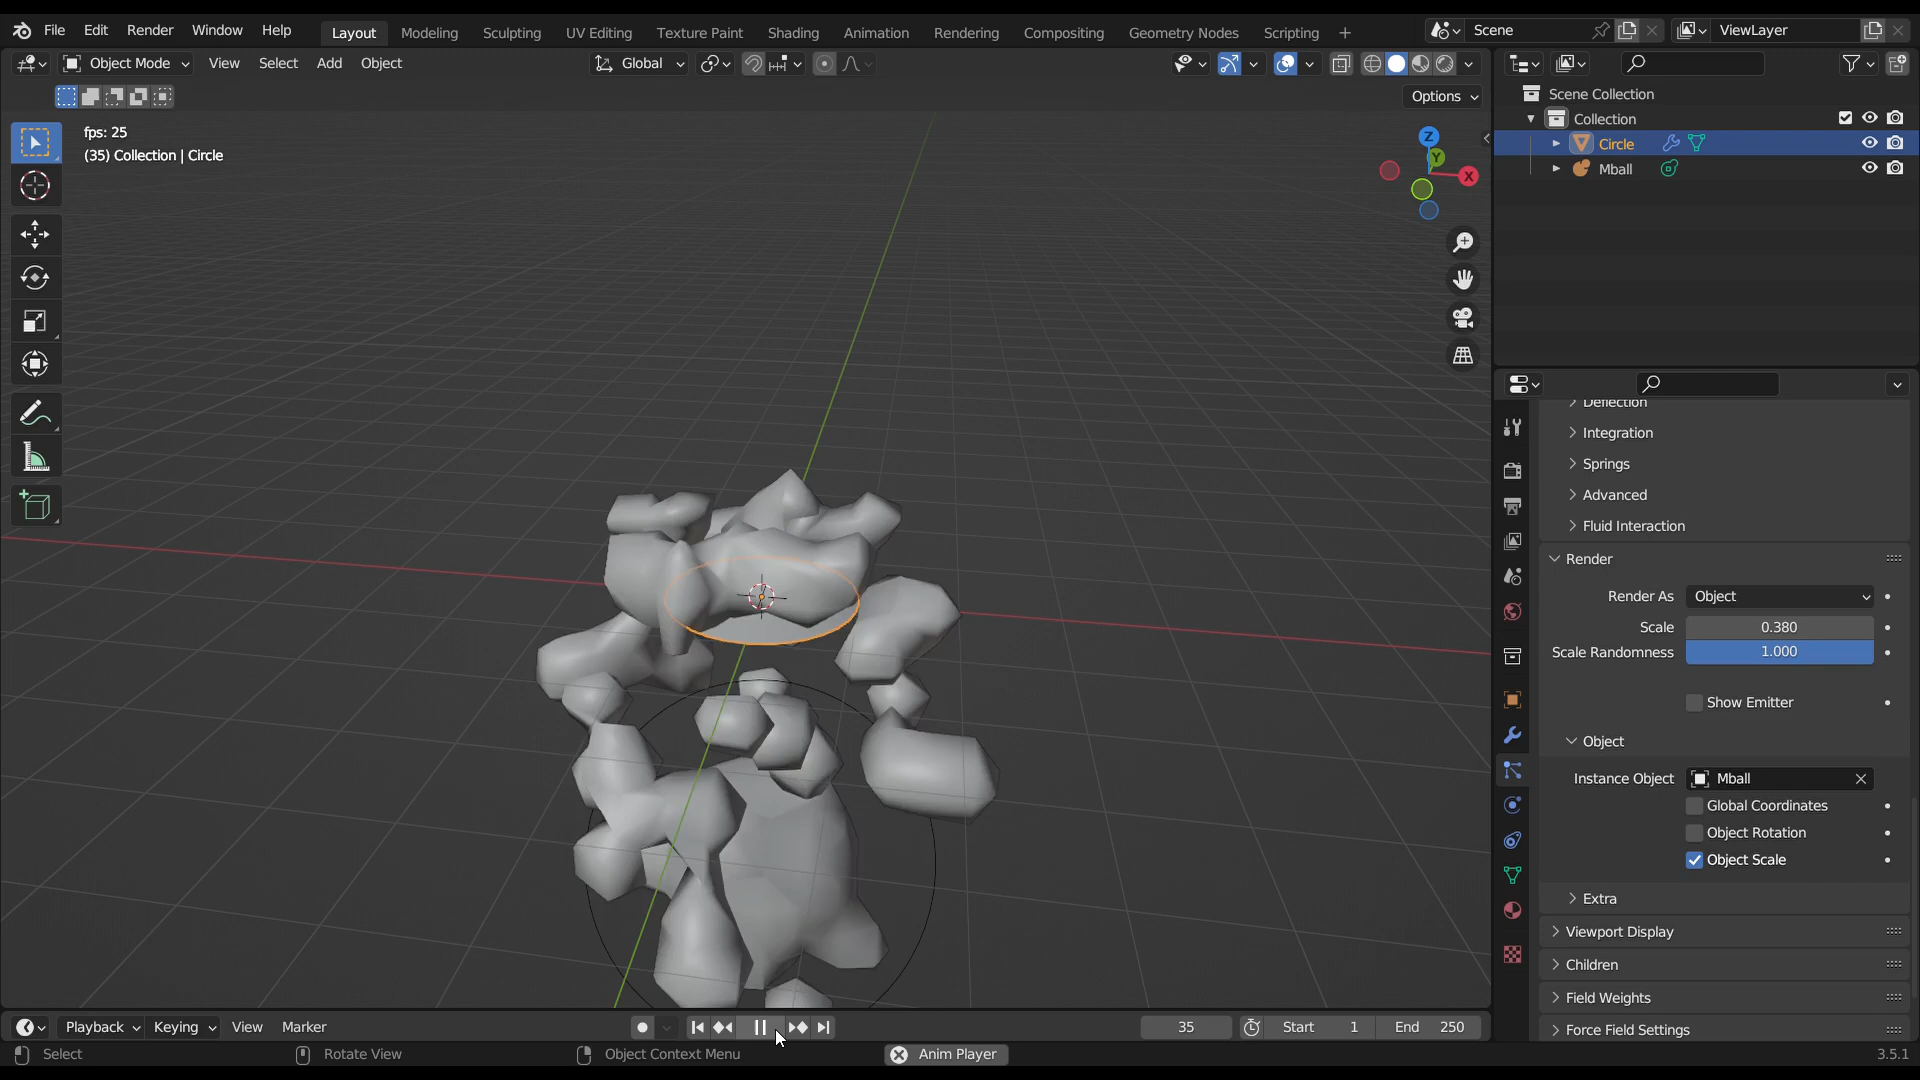 File Edit Render Window Help Layout Modeling Sculpting UV Editing Texture Paint Shading Animation Rendering Compositing Geometry Nodes Scripting + Scene ViewLayer
Object Mode View Select Add Object Global
Options
fps: 25
(35) Collection | Circle
Z
Y
X
Scene Collection
Collection
Circle
Mball
Deflection
Integration
Springs
Advanced
Fluid Interaction
Render
Render As Object
Scale 0.380
Scale Randomness 1.000
Show Emitter
Object
Instance Object Mball
Global Coordinates
Object Rotation
Object Scale
Extra
Viewport Display
Children
Field Weights
Force Field Settings
Playback Keying View Marker 35 Start 1 End 250
Select Rotate View Object Context Menu Anim Player 3.5.1